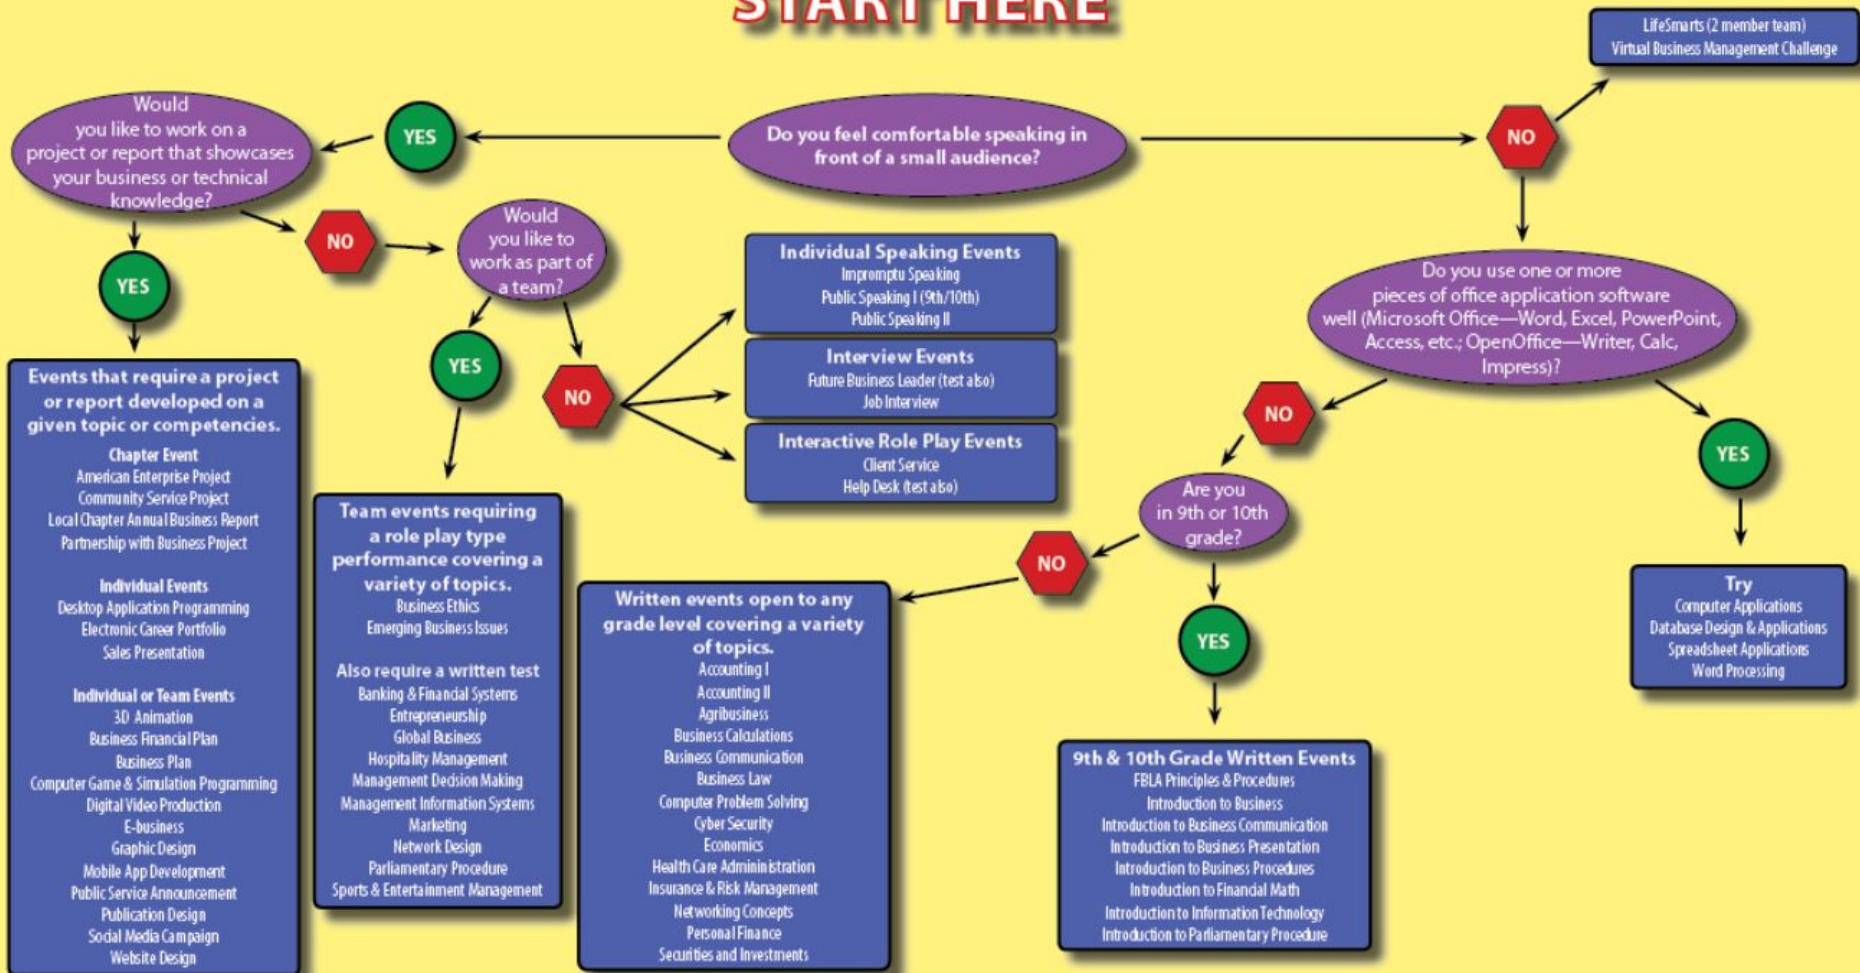 START HERE
LifeSmarts (2 member team)
Virtual Business Management Challenge
Do you feel comfortable speaking in
front of a small audience?
YES
NO
Would
you like to work on a
project or report that showcases
your business or technical
knowledge?
NO
YES
Would
you like to
work as part of
a team?
YES
NO
Individual Speaking Events
Impromptu Speaking
Public Speaking I (9th/10th)
Public Speaking II
Interview Events
Future Business Leader (test also)
Job Interview
Interactive Role Play Events
Client Service
Help Desk (test also)
Do you use one or more
pieces of office application software
well (Microsoft Office—Word, Excel, PowerPoint,
Access, etc.; OpenOffice—Writer, Calc,
Impress)?
NO
YES
Are you
in 9th or 10th
grade?
NO
YES
Events that require a project
or report developed on a
given topic or competencies.
Chapter Event
American Enterprise Project
Community Service Project
Local Chapter Annual Business Report
Partnership with Business Project
Individual Events
Desktop Application Programming
Electronic Career Portfolio
Sales Presentation
Individual or Team Events
3D Animation
Business Financial Plan
Business Plan
Computer Game & Simulation Programming
Digital Video Production
E-business
Graphic Design
Mobile App Development
Public Service Announcement
Publication Design
Social Media Campaign
Website Design
Team events requiring
a role play type
performance covering a
variety of topics.
Business Ethics
Emerging Business Issues
Also require a written test
Banking & Financial Systems
Entrepreneurship
Global Business
Hospitality Management
Management Decision Making
Management Information Systems
Marketing
Network Design
Parliamentary Procedure
Sports & Entertainment Management
Written events open to any
grade level covering a variety
of topics.
Accounting I
Accounting II
Agribusiness
Business Calculations
Business Communication
Business Law
Computer Problem Solving
Cyber Security
Economics
Health Care Admininistration
Insurance & Risk Management
Networking Concepts
Personal Finance
Securities and Investments
9th & 10th Grade Written Events
FBLA Principles & Procedures
Introduction to Business
Introduction to Business Communication
Introduction to Business Presentation
Introduction to Business Procedures
Introduction to Financial Math
Introduction to Information Technology
Introduction to Parliamentary Procedure
Try
Computer Applications
Database Design & Applications
Spreadsheet Applications
Word Processing